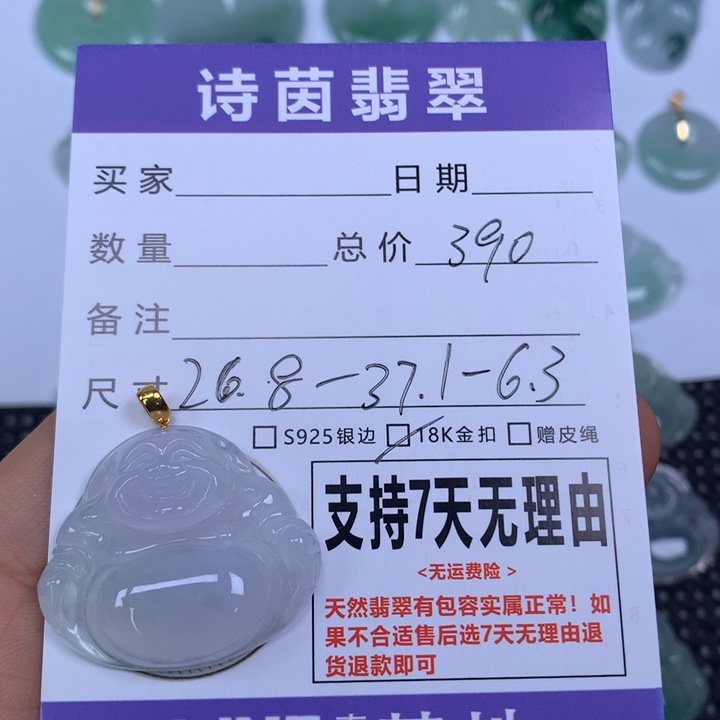 诗茵翡翠
买家 日期
数量 总价 390
备注
尺寸 26.8-37.1-6.3
□S925银边 □18K金扣 □赠皮绳
支持7天无理由
<无运费险>
天然翡翠有包容实属正常！如
果不合适售后选7天无理由退
货退款即可